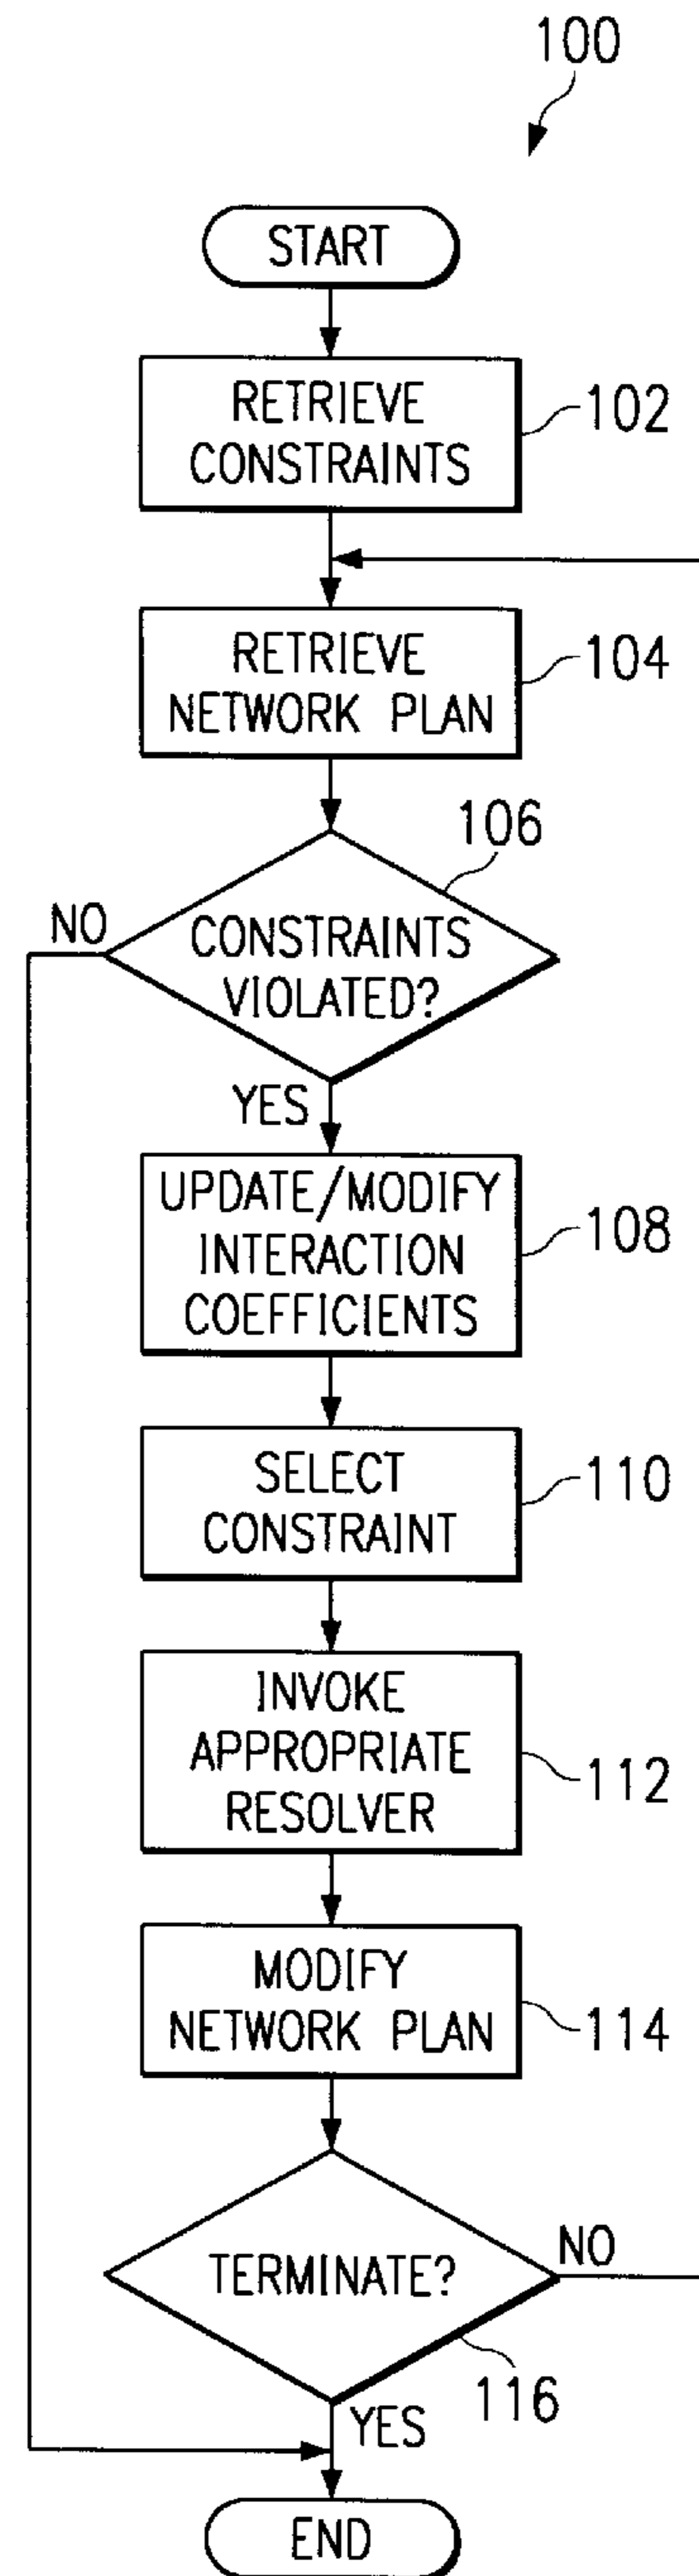 100
START
RETRIEVE
CONSTRAINTS
102
RETRIEVE
NETWORK PLAN
104
106
NO
CONSTRAINTS
VIOLATED?
YES
UPDATE/MODIFY
INTERACTION
COEFFICIENTS
108
SELECT
CONSTRAINT
110
INVOKE
APPROPRIATE
RESOLVER
112
MODIFY
NETWORK PLAN
114
TERMINATE?
NO
116
YES
END